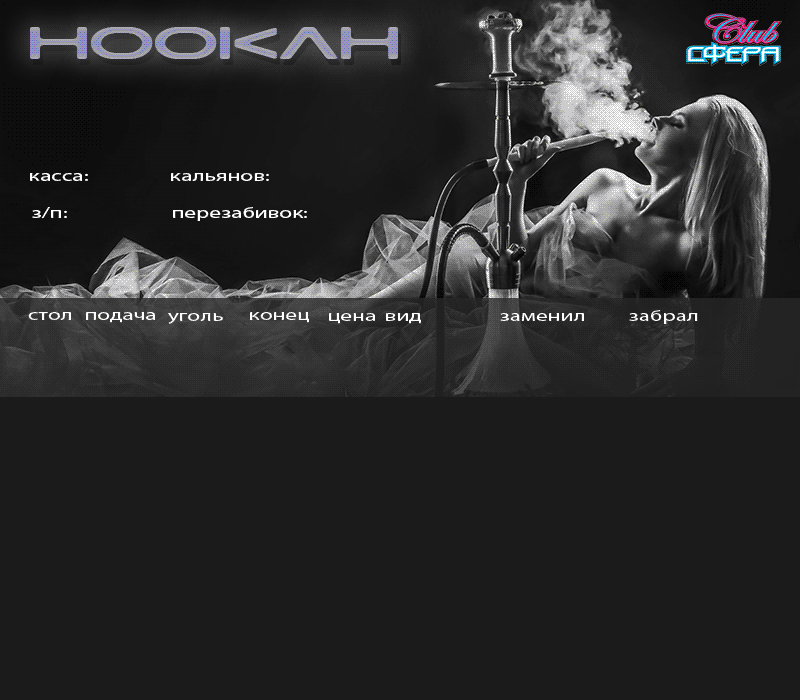 HOOKAH
Club
СФЕРА
касса: кальянов:
з/п: перезабивок:
стол подача уголь конец цена вид заменил забрал